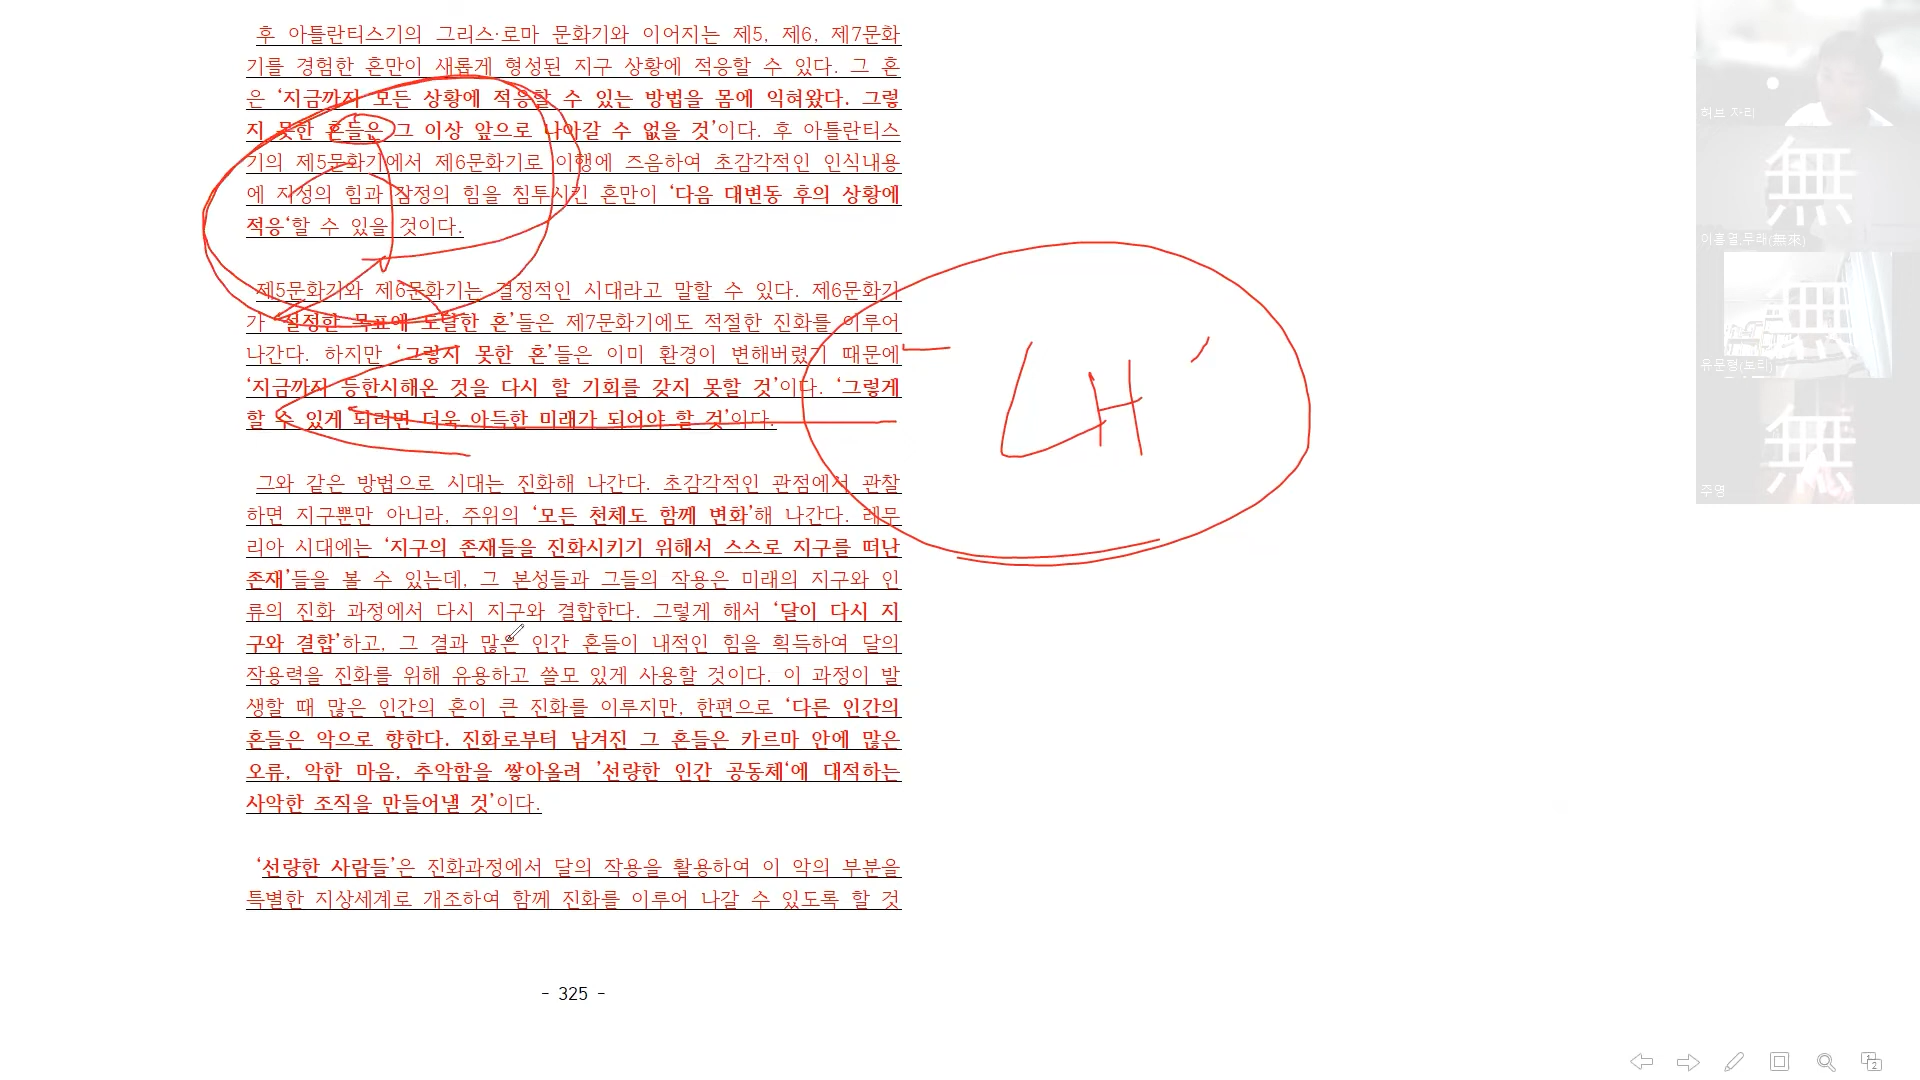 후 아틀란티스기의 그리스·로마 문화기와 이어지는 제5, 제6, 제7문화
기를 경험한 혼만이 새롭게 형성된 지구 상황에 적응할 수 있다. 그 혼
은 ‘지금까지 모든 상황에 적응할 수 있는 방법을 몸에 익혀왔다. 그렇
지 못한 혼들은 그 이상 앞으로 나아갈 수 없을 것’이다. 후 아틀란티스
기의 제5문화기에서 제6문화기로 이행에 즈음하여 초감각적인 인식내용
에 지성의 힘과 감정의 힘을 침투시킨 혼만이 ‘다음 대변동 후의 상황에
적응‘할 수 있을 것이다.
제5문화기와 제6문화기는 결정적인 시대라고 말할 수 있다. 제6문화기
가 ‘설정한 목표에 도달한 혼’들은 제7문화기에도 적절한 진화를 이루어
나간다. 하지만 ‘그렇지 못한 혼’들은 이미 환경이 변해버렸기 때문에
‘지금까지 등한시해온 것을 다시 할 기회를 갖지 못할 것’이다. ‘그렇게
할 수 있게 되려면 더욱 아득한 미래가 되어야 할 것’이다.
내
그와 같은 방법으로 시대는 진화해 나간다. 초감각적인 관점에서 관찰
하면 지구뿐만 아니라, 주위의 ‘모든 천체도 함께 변화’해 나간다. 레무
리아 시대에는 ‘지구의 존재들을 진화시키기 위해서 스스로 지구를 떠난
존재’들을 볼 수 있는데, 그 본성들과 그들의 작용은 미래의 지구와 인
류의 진화 과정에서 다시 지구와 결합한다. 그렇게 해서 ‘달이 다시 지
구와 결합’하고, 그 결과 많은 인간 혼들이 내적인 힘을 획득하여 달의
작용력을 진화를 위해 유용하고 쓸모 있게 사용할 것이다. 이 과정이 발
생할 때 많은 인간의 혼이 큰 진화를 이루지만, 한편으로 ‘다른 인간의
혼들은 악으로 향한다. 진화로부터 남겨진 그 혼들은 카르마 안에 많은
오류, 악한 마음, 추악함을 쌓아올려 ’선량한 인간 공동체‘에 대적하는
사악한 조직을 만들어낼 것’이다.
‘선량한 사람들’은 진화과정에서 달의 작용을 활용하여 이 악의 부분을
특별한 지상세계로 개조하여 함께 진화를 이루어 나갈 수 있도록 할 것
- 325 -
허브 자리
無
이홍열.무래(無來)
無
無
주영